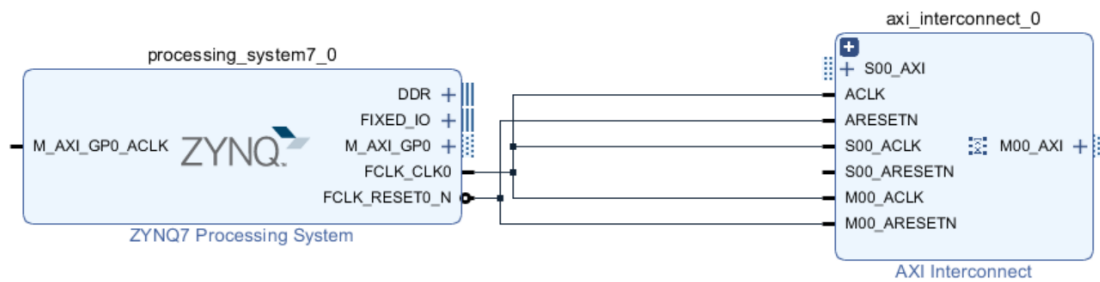 axi_interconnect_0
processing_system7_0
S00_AXI
DDR
ACLK
FIXED_IO
ARESETN
M_AXI_GP0_ACLK
ZYNQ
M_AXI_GP0
S00_ACLK
M00_AXI
FCLK_CLK0
S00_ARESETN
FCLK_RESET0_N
M00_ACLK
M00_ARESETN
ZYNQ7 Processing System
AXI Interconnect